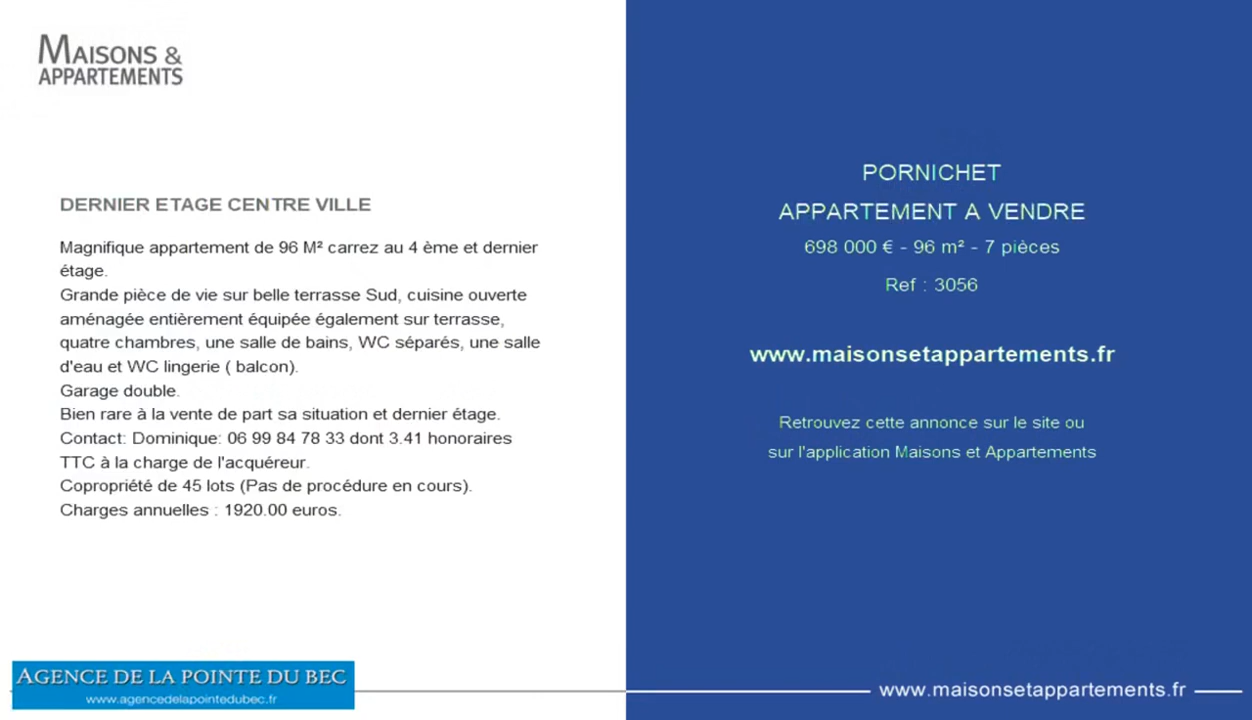 MAISONS &
APPARTEMENTS
DERNIER ETAGE CENTRE VILLE
Magnifique appartement de 96 M² carrez au 4 ème et dernier
étage.
Grande pièce de vie sur belle terrasse Sud, cuisine ouverte
aménagée entièrement équipée également sur terrasse,
quatre chambres, une salle de bains, WC séparés, une salle
d'eau et WC lingerie ( balcon).
Garage double.
Bien rare à la vente de part sa situation et dernier étage.
Contact: Dominique: 06 99 84 78 33 dont 3.41 honoraires
TTC à la charge de l'acquéreur.
Copropriété de 45 lots (Pas de procédure en cours).
Charges annuelles : 1920.00 euros.
AGENCE DE LA POINTE DU BEC
www.agencedelapointedubec.fr
PORNICHET
APPARTEMENT A VENDRE
698 000 € - 96 m² - 7 pièces
Ref : 3056
www.maisonsetappartements.fr
Retrouvez cette annonce sur le site ou
sur l'application Maisons et Appartements
www.maisonsetappartements.fr